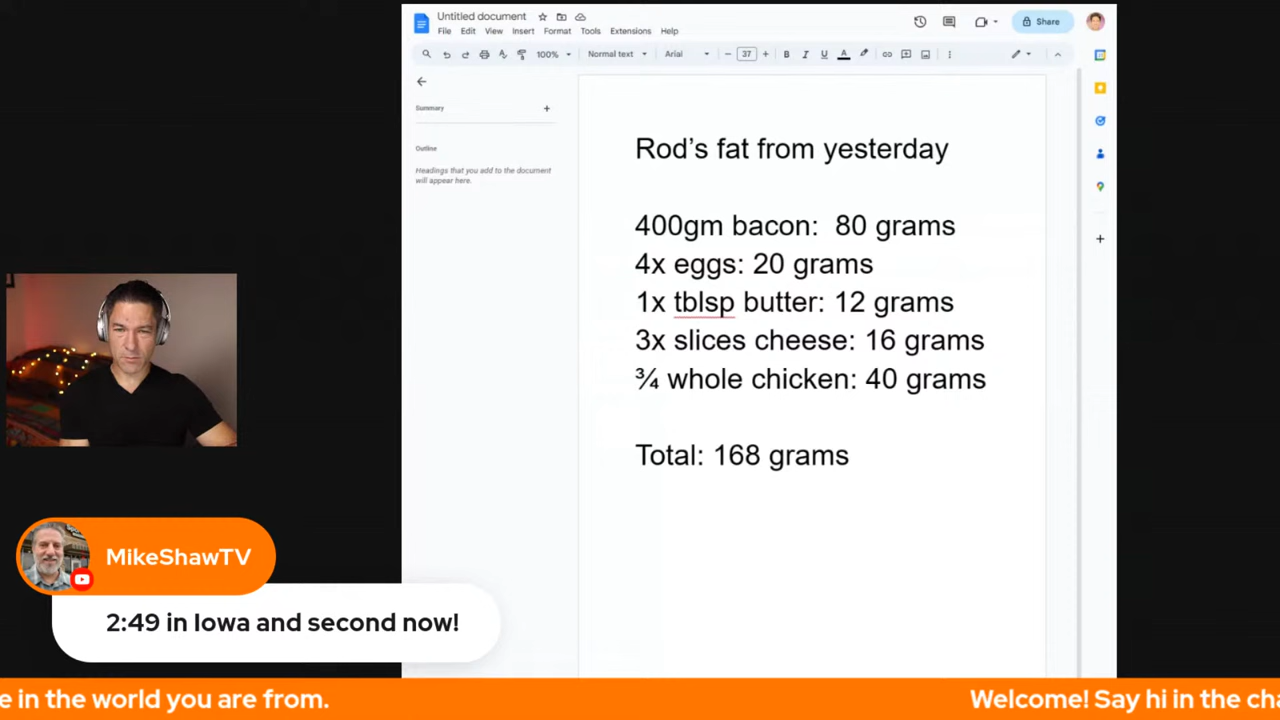 Untitled document
File Edit View Insert Format Tools Extensions Help
Share
100% Normal text Arial − 37 + B I U A
Summary +
Outline
Headings that you add to the document
will appear here.
Rod’s fat from yesterday
400gm bacon:  80 grams
4x eggs: 20 grams
1x tblsp butter: 12 grams
3x slices cheese: 16 grams
¾ whole chicken: 40 grams
Total: 168 grams
MikeShawTV
2:49 in Iowa and second now!
e in the world you are from. Welcome! Say hi in the cha